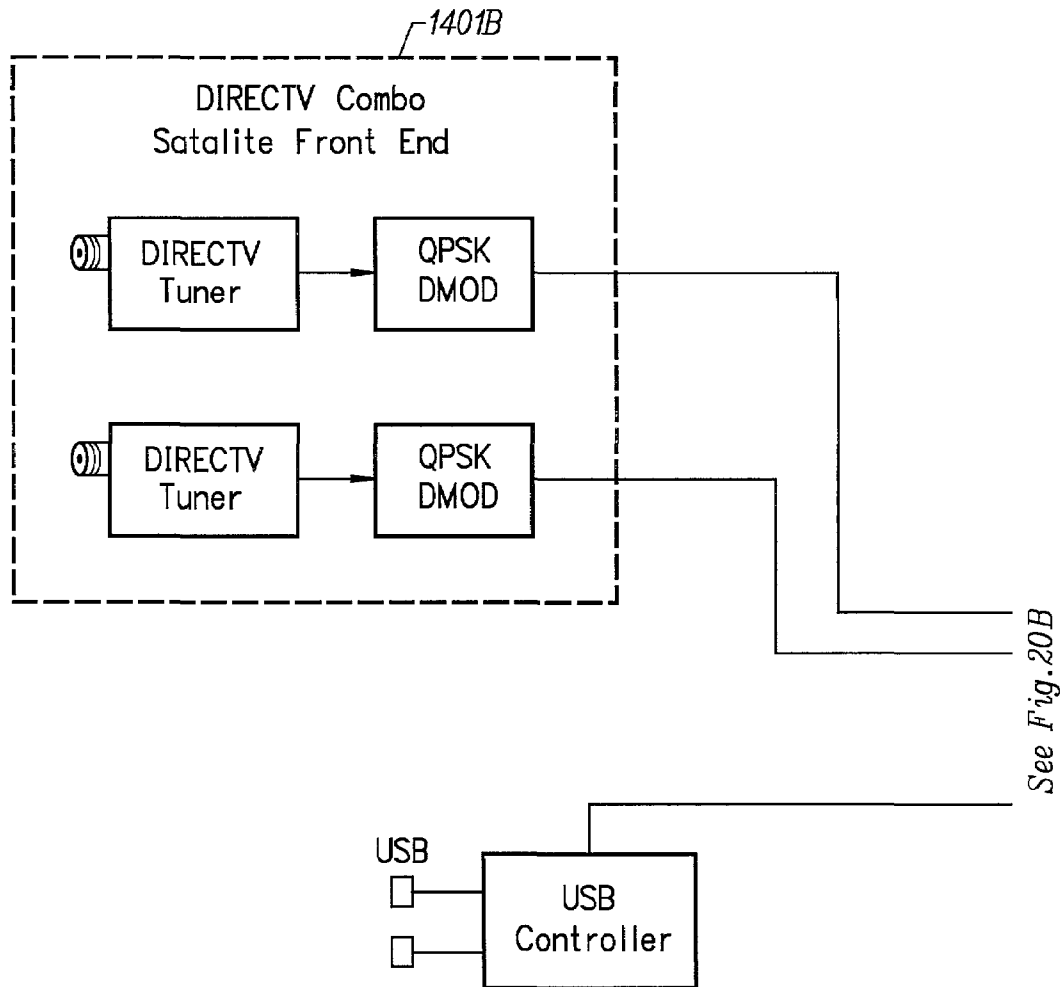 1401B
DIRECTV Combo
Satalite Front End
DIRECTV
Tuner
QPSK
DMOD
DIRECTV
Tuner
QPSK
DMOD
See Fig.20B
USB
USB
Controller